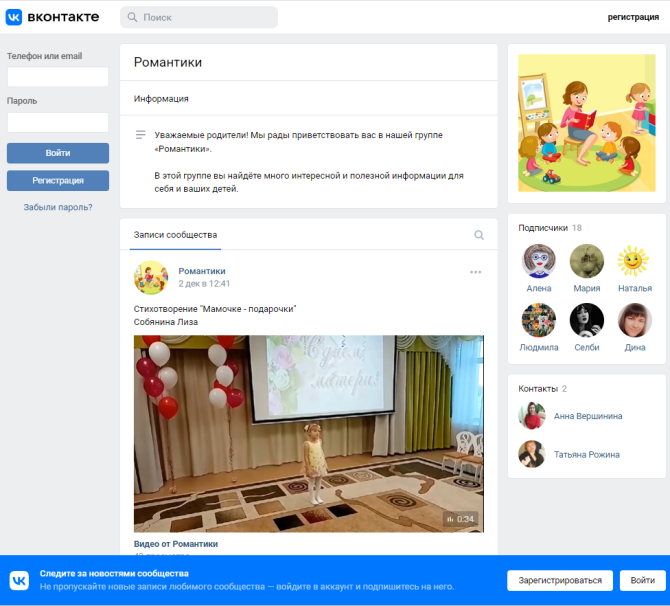 вконтакте
Поиск
регистрация
Телефон или email
Пароль
Войти
Регистрация
Забыли пароль?
Романтики
Информация
Уважаемые родители! Мы рады приветствовать вас в нашей группе
«Романтики».
В этой группе вы найдёте много интересной и полезной информации для
себя и ваших детей.
Записи сообщества
Романтики
2 дек в 12:41
Стихотворение "Мамочке - подарочки"
Собянина Лиза
С днем
матери!
0:34
Видео от Романтики
Подписчики 18
Алена
Мария
Наталья
Людмила
Селби
Дина
Контакты 2
Анна Вершинина
Татьяна Рожина
Следите за новостями сообщества
Не пропускайте новые записи любимого сообщества — войдите в аккаунт и подпишитесь на него.
Зарегистрироваться
Войти